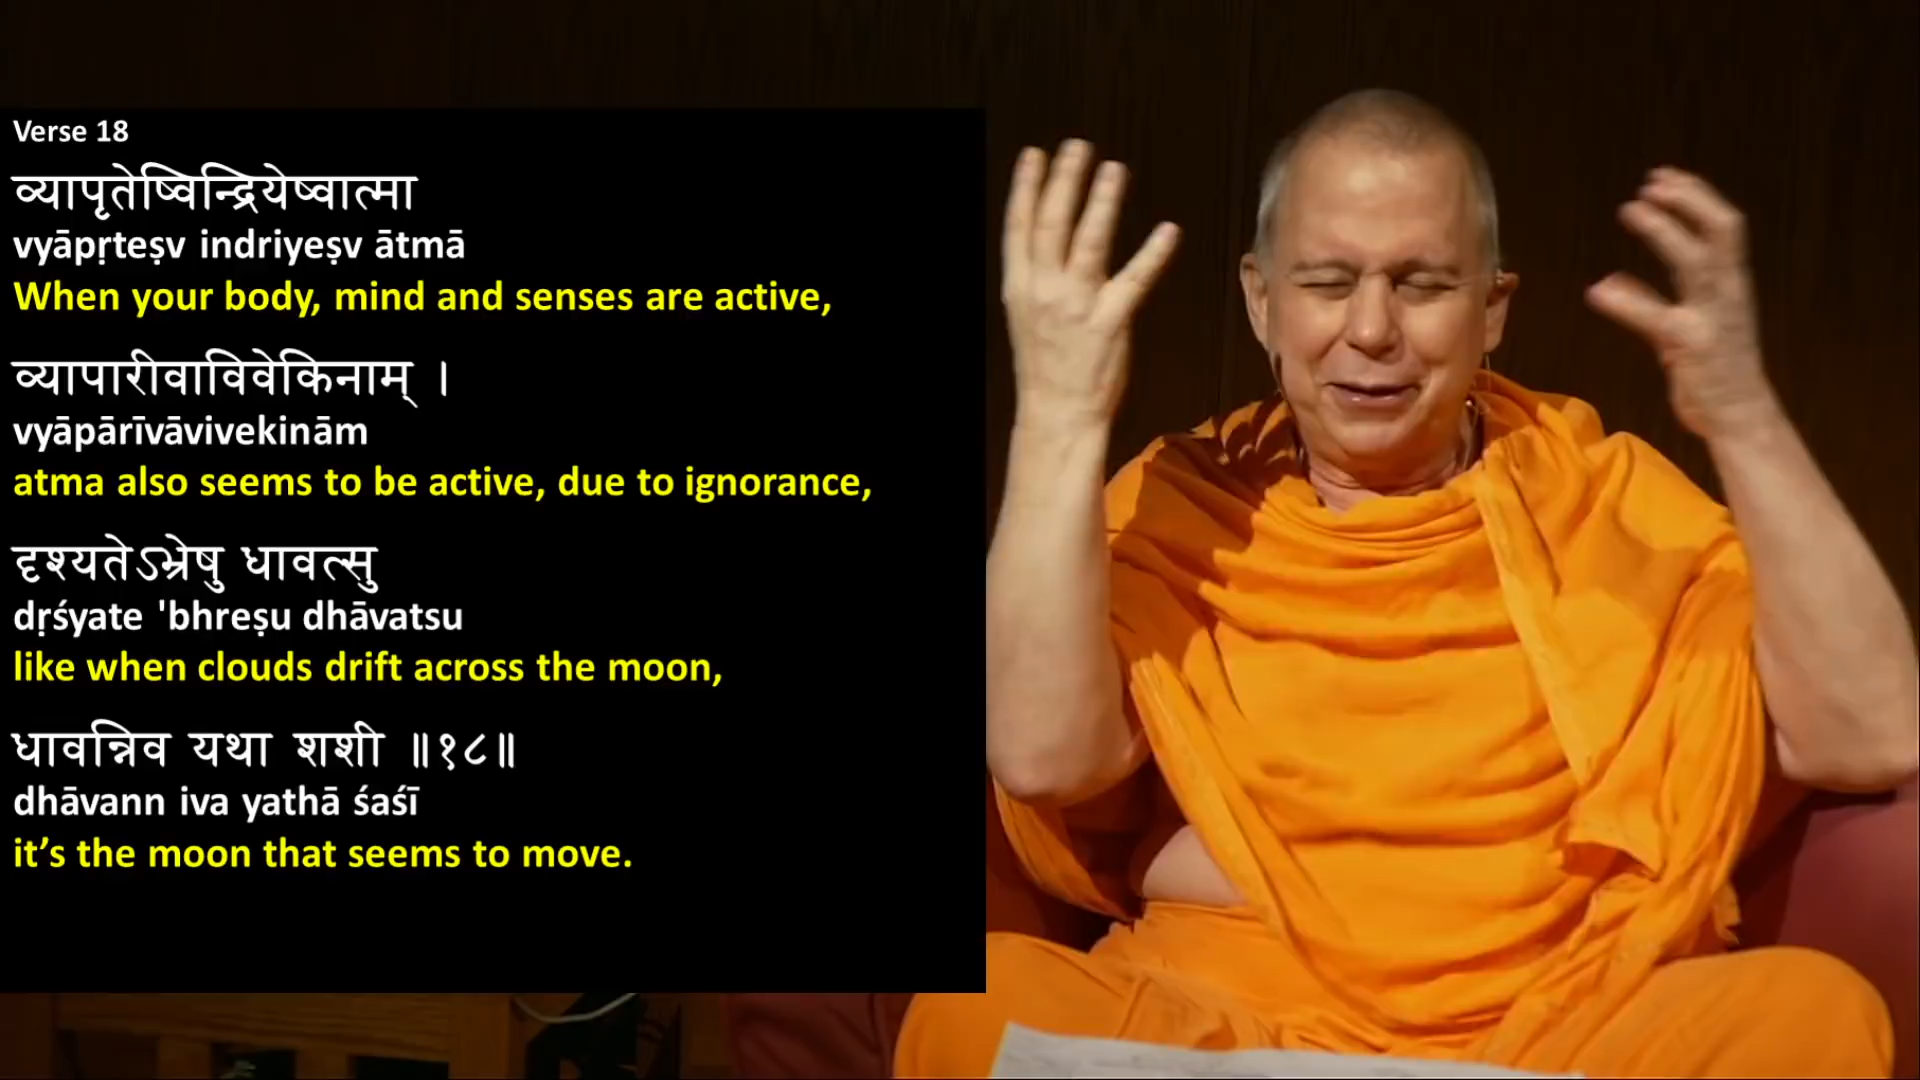 Verse 18
व्यापृतेष्विन्द्रियेष्वात्मा
vyāpṛteṣv indriyeṣv ātmā
When your body, mind and senses are active,
व्यापारीवाविवेकिनाम् ।
vyāpārīvāvivekinām
atma also seems to be active, due to ignorance,
दृश्यतेऽभ्रेषु धावत्सु
dṛśyate 'bhreṣu dhāvatsu
like when clouds drift across the moon,
धावन्निव यथा शशी ॥१८॥
dhāvann iva yathā śaśī
it’s the moon that seems to move.